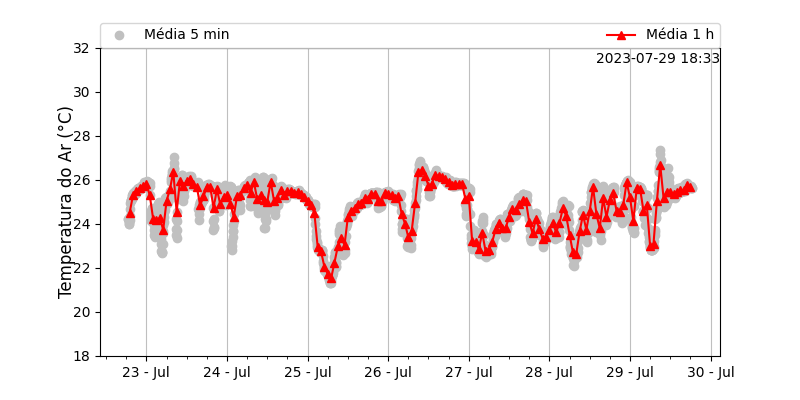 Média 5 min
Média 1 h
2023-07-29 18:33
Temperatura do Ar (°C)
32
30
28
26
24
22
20
18
23 - Jul
24 - Jul
25 - Jul
26 - Jul
27 - Jul
28 - Jul
29 - Jul
30 - Jul